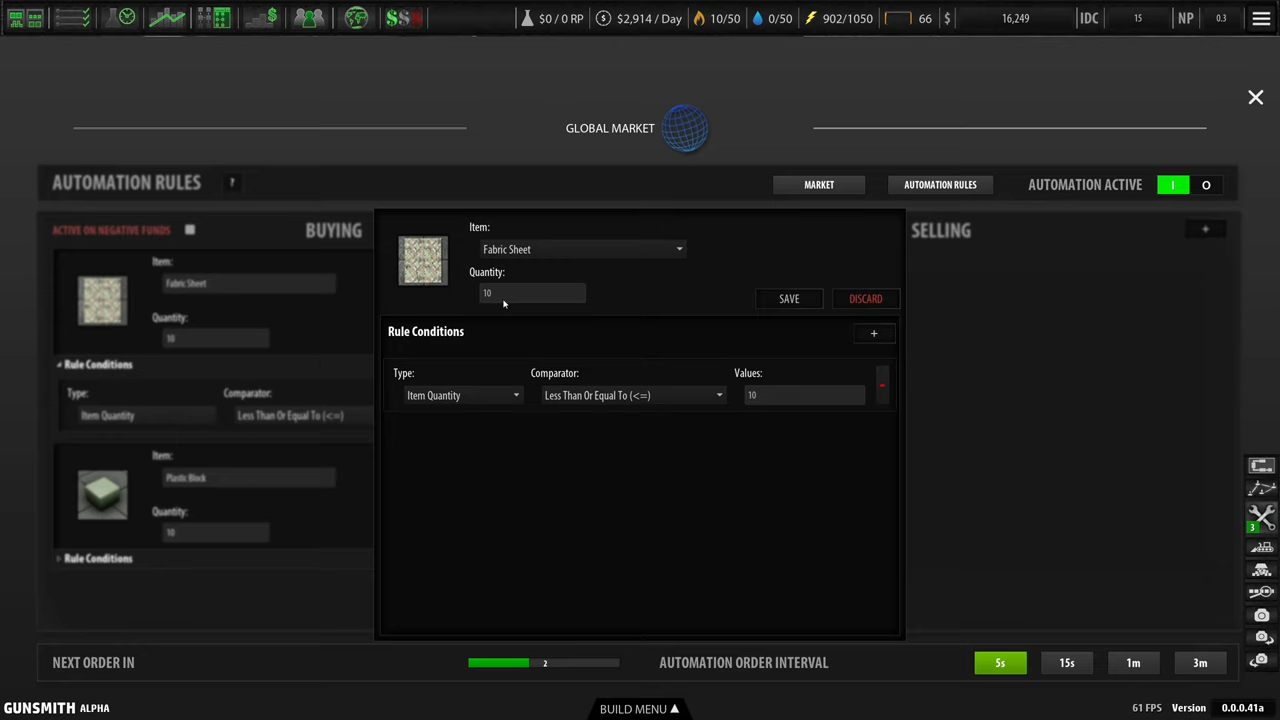 $0 / 0 RP $2,914 / Day 10/50 0/50 902/1050 66 $ 16,249 IDC 15 NP 0.3
GLOBAL MARKET
AUTOMATION RULES ? MARKET AUTOMATION RULES AUTOMATION ACTIVE I O
ACTIVE ON NEGATIVE FUNDS BUYING SELLING +
Item:
Fabric Sheet
Quantity:
10
Rule Conditions
Type: Comparator:
Item Quantity Less Than Or Equal To (<=)
Item:
Plastic Block
Quantity:
10
Rule Conditions
Item:
Fabric Sheet
Quantity:
10
SAVE DISCARD
Rule Conditions +
Type: Comparator: Values:
Item Quantity Less Than Or Equal To (<=) 10 -
3
NEXT ORDER IN 2 AUTOMATION ORDER INTERVAL 5s 15s 1m 3m
GUNSMITH ALPHA BUILD MENU ▲ 61 FPS Version 0.0.0.41a